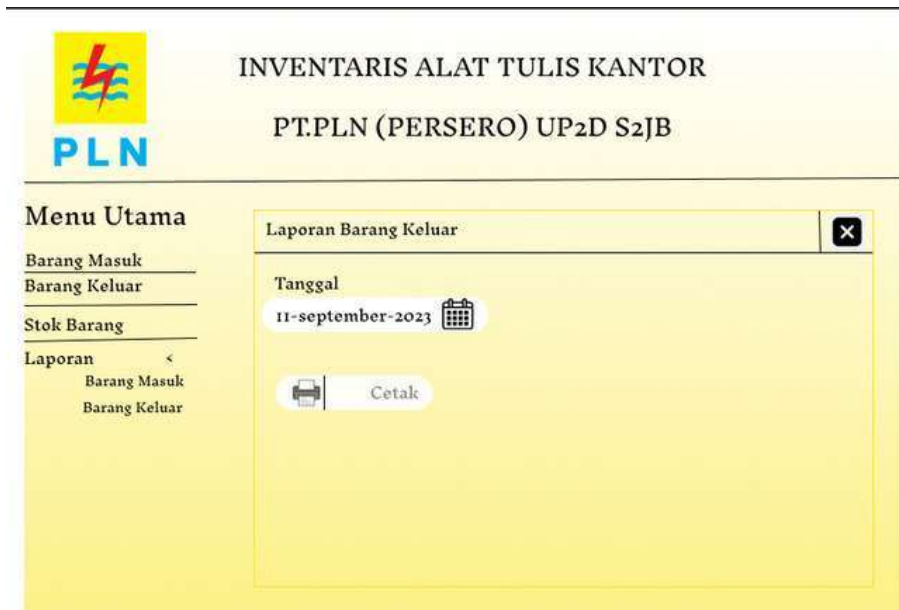 INVENTARIS ALAT TULIS KANTOR
PT.PLN (PERSERO) UP2D S2JB
PLN
Menu Utama
Barang Masuk
Barang Keluar
Stok Barang
Laporan <
Barang Masuk
Barang Keluar
Laporan Barang Keluar
Tanggal
11-september-2023
Cetak